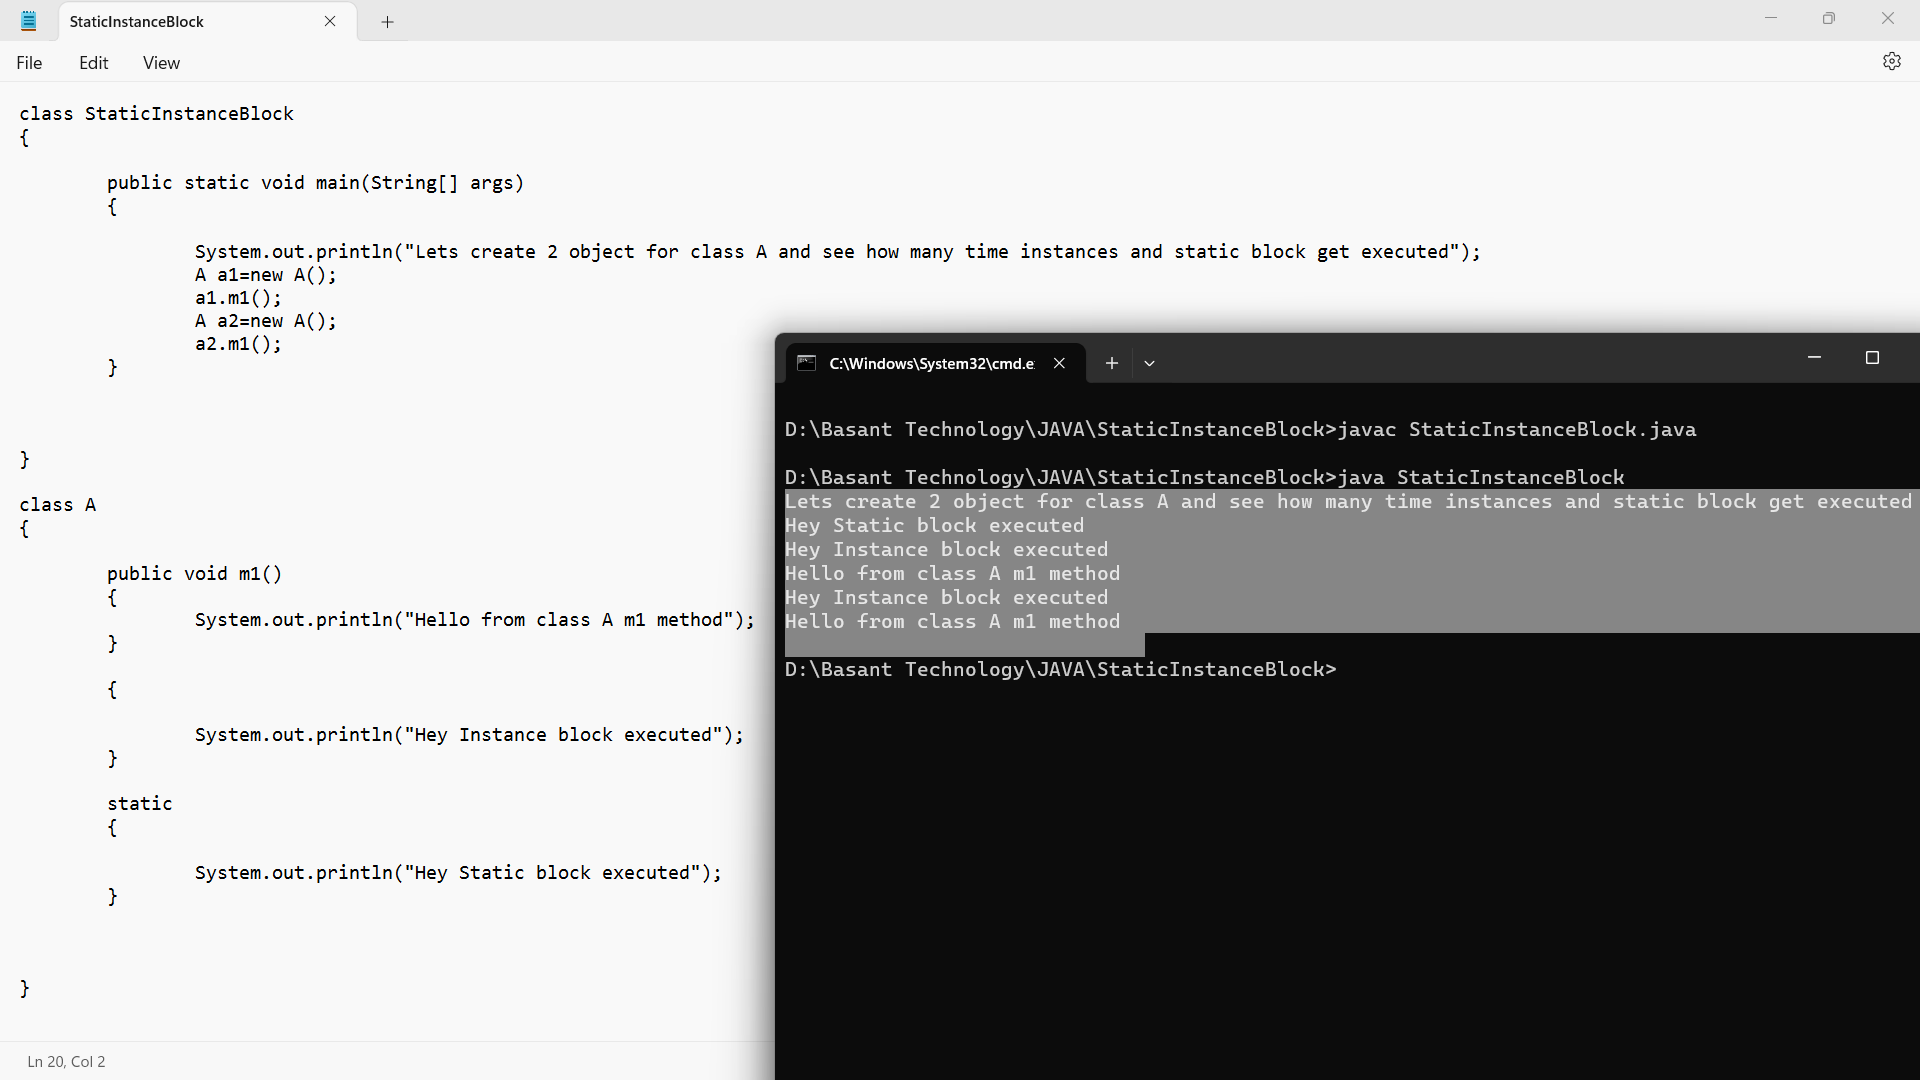 StaticInstanceBlock
File Edit View
class StaticInstanceBlock
{
public static void main(String[] args)
{
System.out.println("Lets create 2 object for class A and see how many time instances and static block get executed");
A a1=new A();
a1.m1();
A a2=new A();
a2.m1();
}
}
class A
{
public void m1()
{
System.out.println("Hello from class A m1 method");
}
{
System.out.println("Hey Instance block executed");
}
static
{
System.out.println("Hey Static block executed");
}
}
Ln 20, Col 2
C:\Windows\System32\cmd.e
D:\Basant Technology\JAVA\StaticInstanceBlock>javac StaticInstanceBlock.java
D:\Basant Technology\JAVA\StaticInstanceBlock>java StaticInstanceBlock
Lets create 2 object for class A and see how many time instances and static block get executed
Hey Static block executed
Hey Instance block executed
Hello from class A m1 method
Hey Instance block executed
Hello from class A m1 method
D:\Basant Technology\JAVA\StaticInstanceBlock>